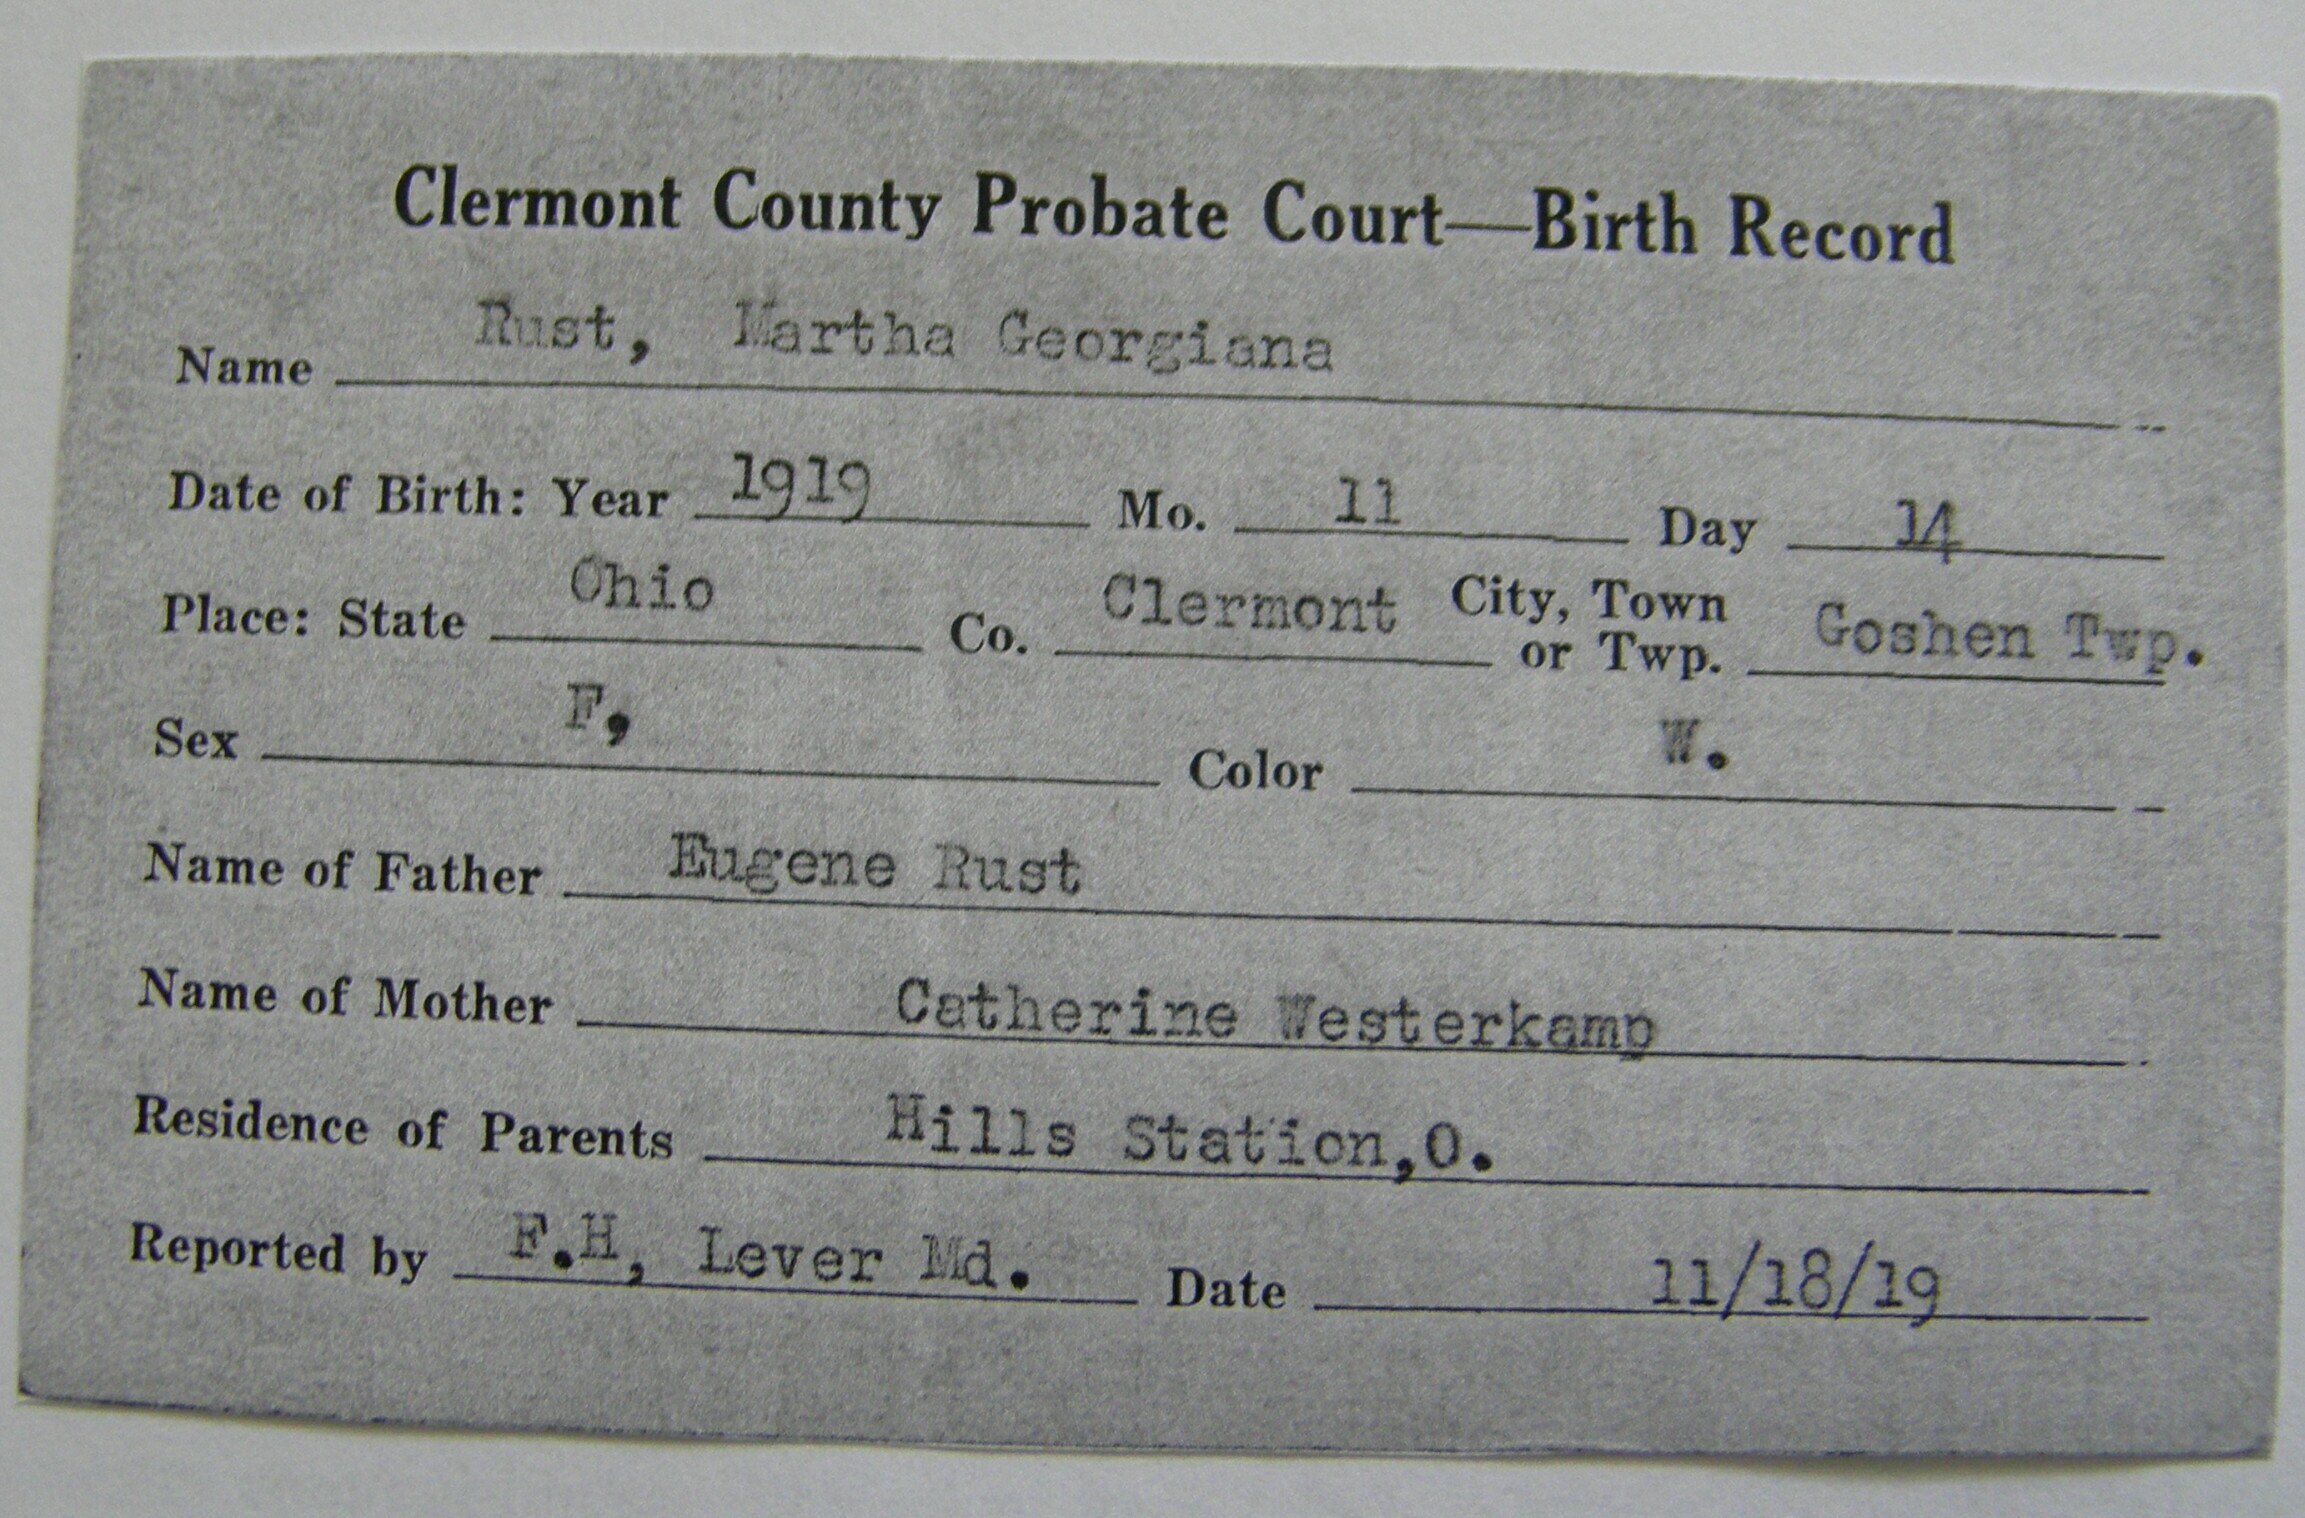 Clermont County Probate Court—Birth Record
Name Rust, Martha Georgiana
Date of Birth: Year 1919 Mo. 11 Day 14
Place: State Ohio Co. Clermont City, Town or Twp. Goshen Twp.
Sex F, Color W.
Name of Father Eugene Rust
Name of Mother Catherine Westerkamp
Residence of Parents Hills Station,O.
Reported by F.H, Lever Md. Date 11/18/19